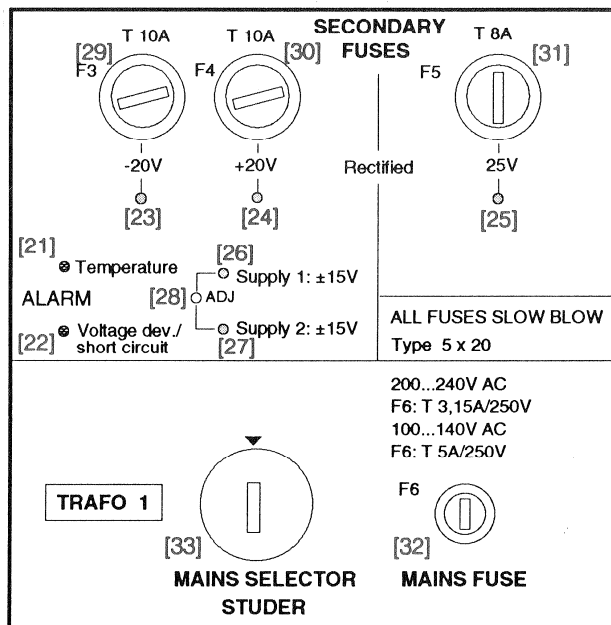 SECONDARY
FUSES
T 10A
[29]
F3
T 10A
[30]
F4
T 8A
[31]
F5
-20V
+20V
Rectified
25V
[23]
[24]
[25]
[21]
Temperature
ALARM
[22]
Voltage dev./
short circuit
[26]
Supply 1: ±15V
[28]
ADJ
Supply 2: ±15V
[27]
ALL FUSES SLOW BLOW
Type 5 x 20
200...240V AC
F6: T 3,15A/250V
100...140V AC
F6: T 5A/250V
TRAFO 1
F6
[33]
[32]
MAINS SELECTOR
STUDER
MAINS FUSE